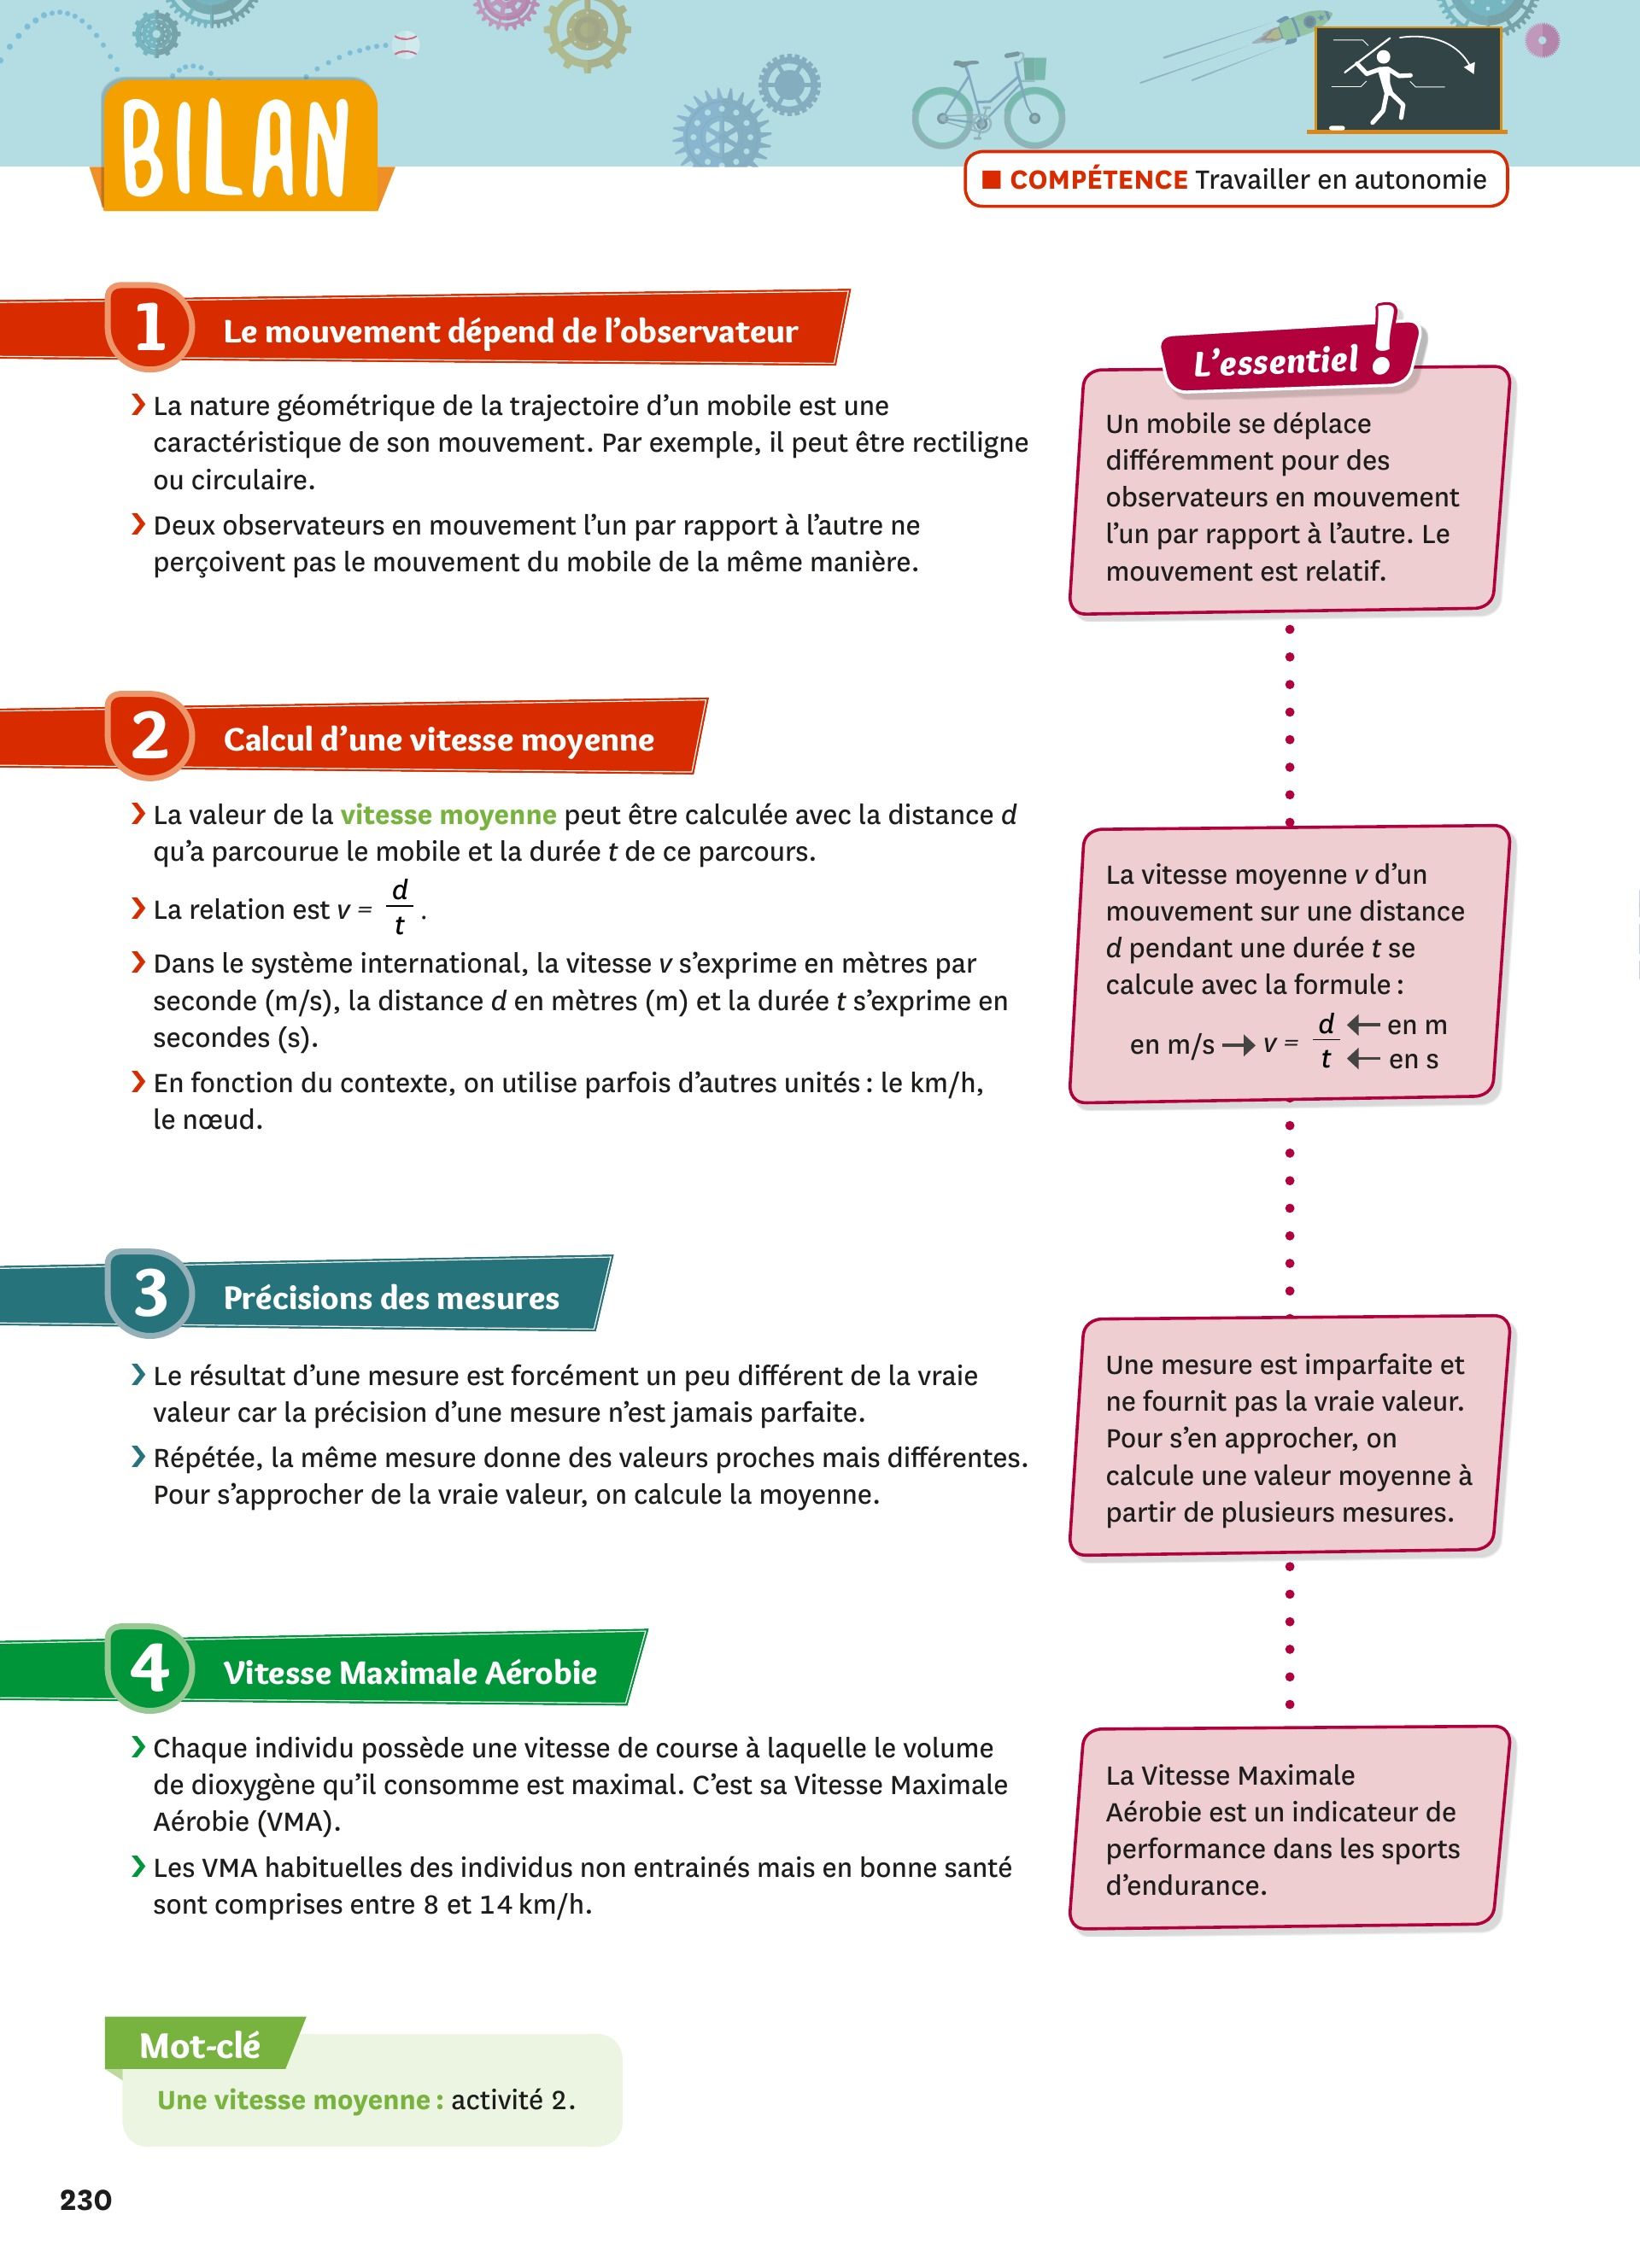 BILAN
COMPÉTENCE Travailler en autonomie
1 Le mouvement dépend de l’observateur
La nature géométrique de la trajectoire d’un mobile est une
caractéristique de son mouvement. Par exemple, il peut être rectiligne
ou circulaire.
Deux observateurs en mouvement l’un par rapport à l’autre ne
perçoivent pas le mouvement du mobile de la même manière.
L’essentiel !
Un mobile se déplace
différemment pour des
observateurs en mouvement
l’un par rapport à l’autre. Le
mouvement est relatif.
2 Calcul d’une vitesse moyenne
La valeur de la vitesse moyenne peut être calculée avec la distance d
qu’a parcourue le mobile et la durée t de ce parcours.
La relation est v = d/t.
Dans le système international, la vitesse v s’exprime en mètres par
seconde (m/s), la distance d en mètres (m) et la durée t s’exprime en
secondes (s).
En fonction du contexte, on utilise parfois d’autres unités : le km/h,
le nœud.
La vitesse moyenne v d’un
mouvement sur une distance
d pendant une durée t se
calcule avec la formule :
en m/s → v = d/t ← en m
← en s
3 Précisions des mesures
Le résultat d’une mesure est forcément un peu différent de la vraie
valeur car la précision d’une mesure n’est jamais parfaite.
Répétée, la même mesure donne des valeurs proches mais différentes.
Pour s’approcher de la vraie valeur, on calcule la moyenne.
Une mesure est imparfaite et
ne fournit pas la vraie valeur.
Pour s’en approcher, on
calcule une valeur moyenne à
partir de plusieurs mesures.
4 Vitesse Maximale Aérobie
Chaque individu possède une vitesse de course à laquelle le volume
de dioxygène qu’il consomme est maximal. C’est sa Vitesse Maximale
Aérobie (VMA).
Les VMA habituelles des individus non entrainés mais en bonne santé
sont comprises entre 8 et 14 km/h.
La Vitesse Maximale
Aérobie est un indicateur de
performance dans les sports
d’endurance.
Mot-clé
Une vitesse moyenne : activité 2.
230